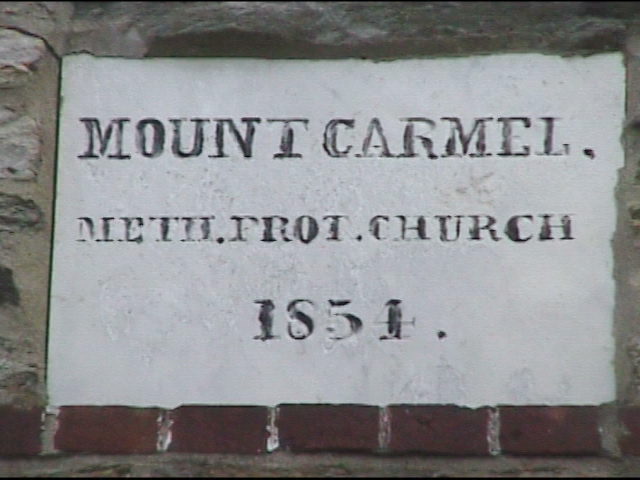 MOUNT CARMEL.
METH. PROT. CHURCH
1854.